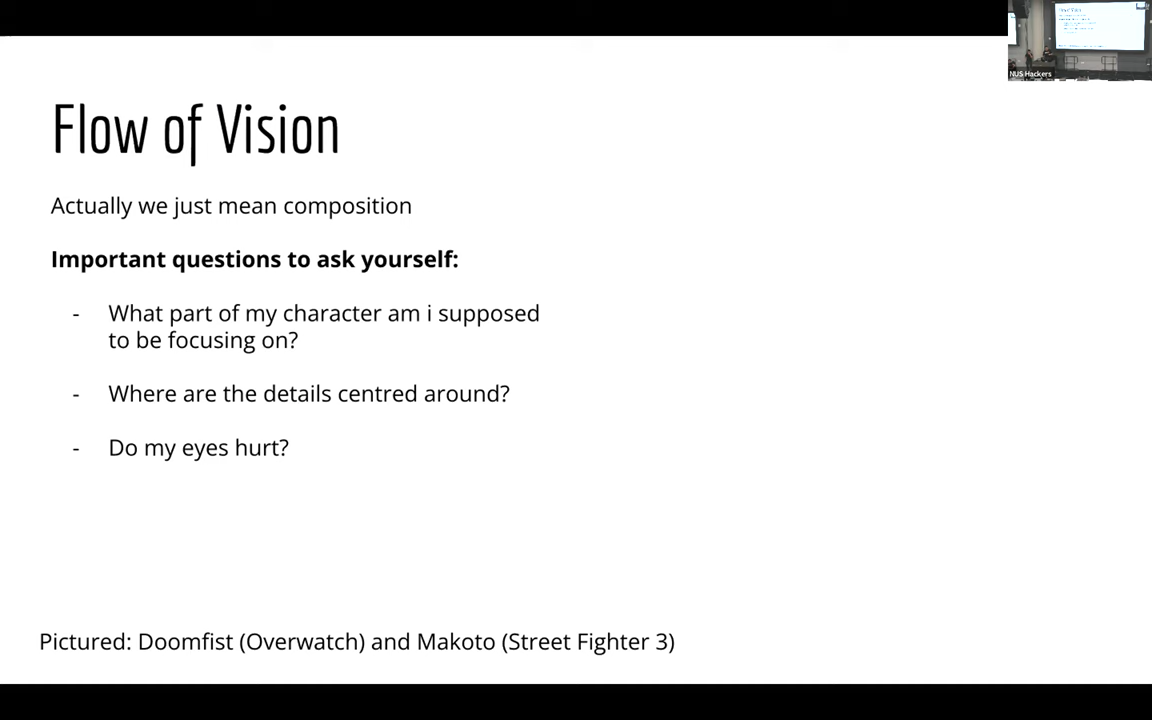 Flow of Vision
Actually we just mean composition
Important questions to ask yourself:
- What part of my character am i supposed
to be focusing on?
- Where are the details centred around?
- Do my eyes hurt?
Pictured: Doomfist (Overwatch) and Makoto (Street Fighter 3)
NUS Hackers